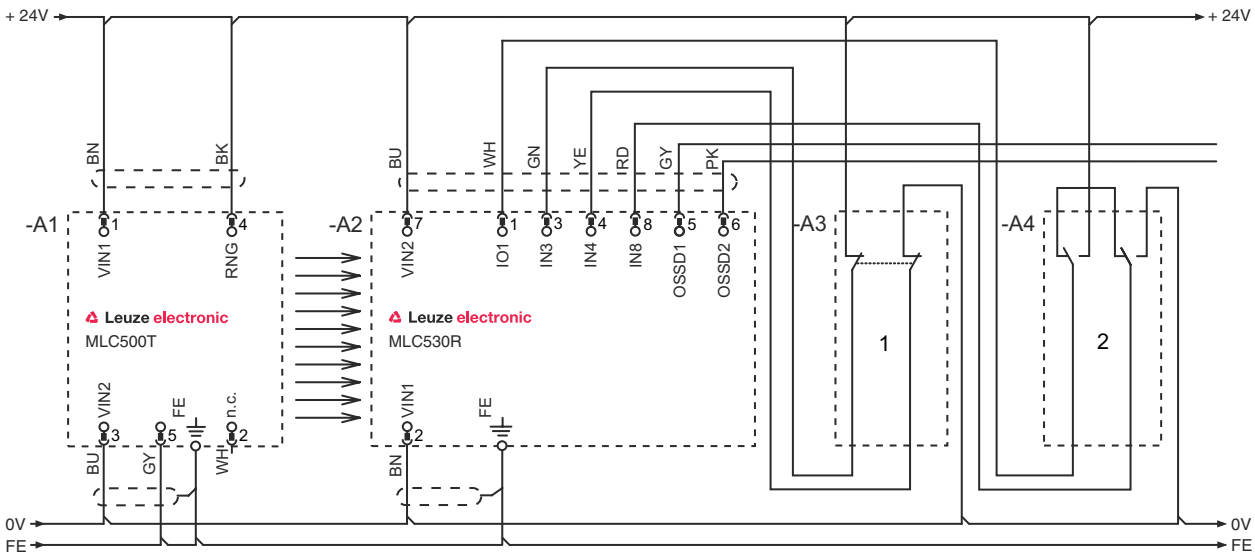 + 24V
+ 24V
BN
BK
BU
WH
GN
YE
RD
GY
PK
-A1
1
4
-A2
7
1
3
4
8
5
6
-A3
-A4
VIN1
RNG
VIN2
IO1
IN3
IN4
IN8
OSSD1
OSSD2
Leuze electronic
MLC500T
Leuze electronic
MLC530R
1
2
VIN2
FE
n.c.
VIN1
FE
3
5
2
2
BU
GY
WH
BN
0V
0V
FE
FE